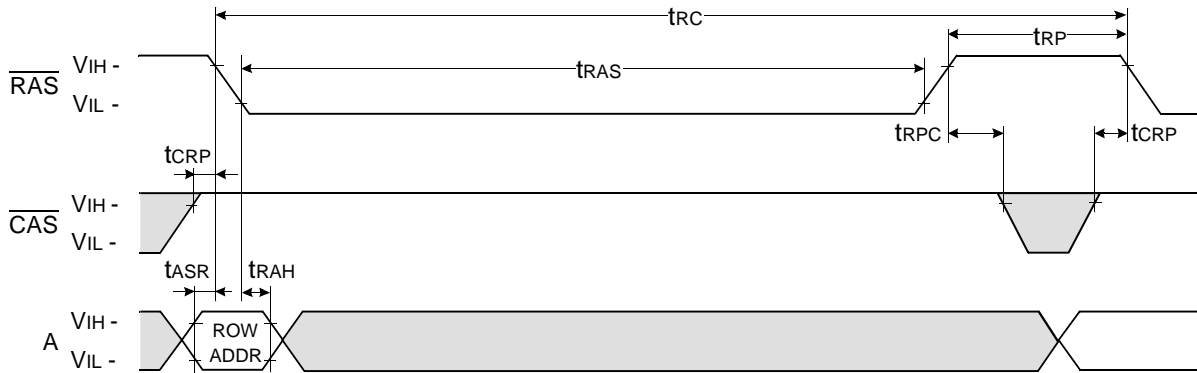 tRC
tRP
tRAS
RAS
VIH -
VIL -
tRPC
tCRP
tCRP
CAS
VIH -
VIL -
tASR
tRAH
A
VIH -
VIL -
ROW
ADDR